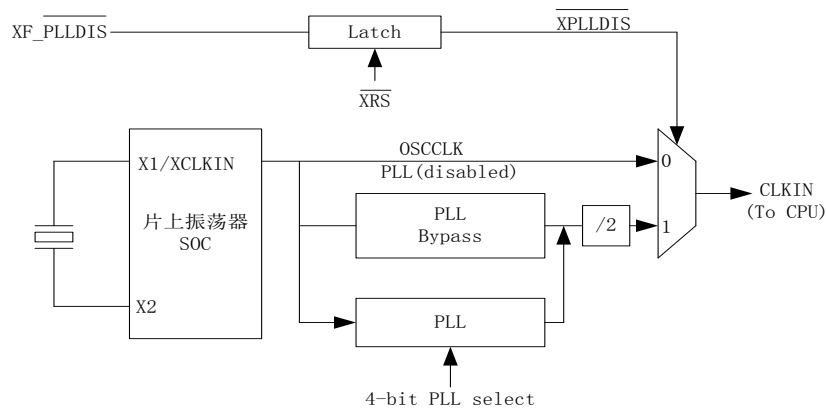 XF_PLLDIS
Latch
XPLLDIS
XRS
X1/XCLKIN
OSCCLK
PLL(disabled)
0
CLKIN
(To CPU)
片上振荡器
SOC
PLL
Bypass
/2
1
X2
PLL
4-bit PLL select